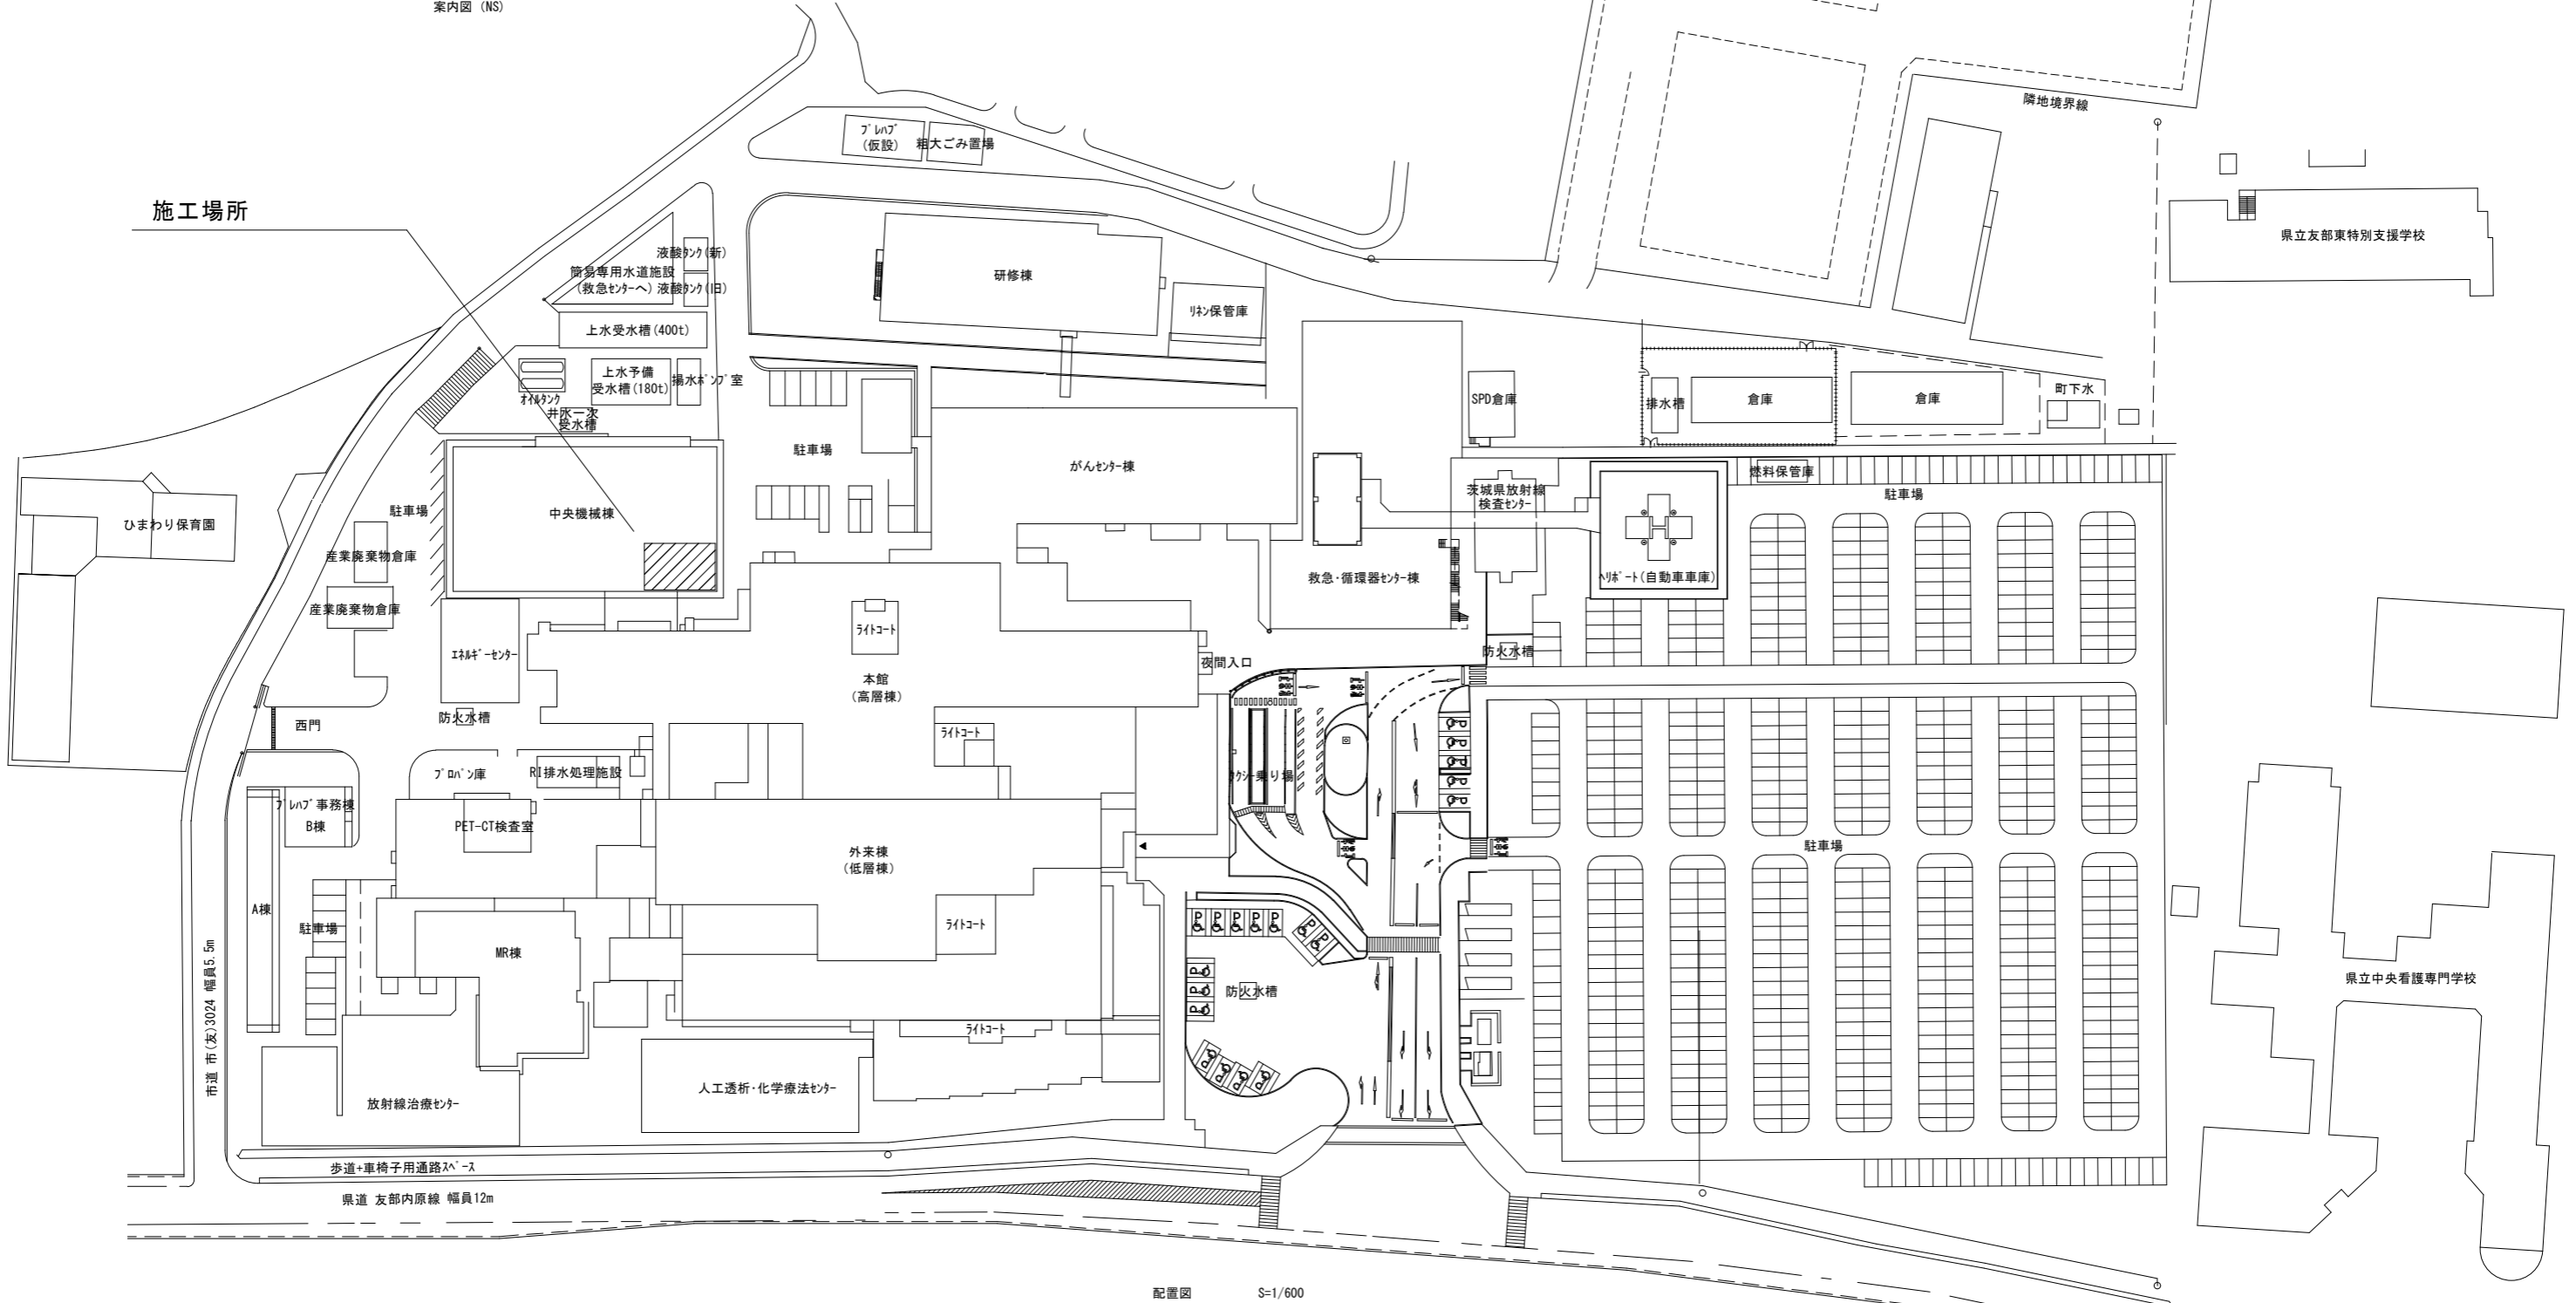 案内図 (NS)
隣地境界線
ﾌﾟﾚﾊﾌﾞ
(仮設)
粗大ごみ置場
施工場所
県立友部東特別支援学校
液酸ﾀﾝｸ(新)
簡易専用水道施設
(救急ｾﾝﾀｰへ)
液酸ﾀﾝｸ(旧)
研修棟
ﾘﾈﾝ保管庫
上水受水槽(400t)
上水予備
受水槽(180t)
揚水ﾎﾟﾝﾌﾟ室
ｵｲﾙﾀﾝｸ
井水一次
受水槽
SPD倉庫
排水槽
倉庫
倉庫
町下水
駐車場
がんｾﾝﾀｰ棟
燃料保管庫
駐車場
茨城県放射線
検査ｾﾝﾀｰ
ひまわり保育園
駐車場
中央機械棟
産業廃棄物倉庫
救急・循環器ｾﾝﾀｰ棟
ﾍﾘﾎﾟｰﾄ(自動車車庫)
産業廃棄物倉庫
ﾗｲﾄｺｰﾄ
ｴﾈﾙｷﾞｰｾﾝﾀｰ
夜間入口
防火水槽
本館
(高層棟)
防火水槽
西門
ﾗｲﾄｺｰﾄ
ﾌﾟﾛﾊﾟﾝ庫
RI排水処理施設
ﾀｸｼｰ乗り場
ﾌﾟﾚﾊﾌﾞ事務棟
B棟
PET-CT検査室
外来棟
(低層棟)
駐車場
A棟
駐車場
ﾗｲﾄｺｰﾄ
MR棟
防火水槽
県立中央看護専門学校
市道 市(友)3024 幅員5.5m
ﾗｲﾄｺｰﾄ
人工透析・化学療法ｾﾝﾀｰ
放射線治療ｾﾝﾀｰ
歩道+車椅子用通路ｽﾍﾟｰｽ
県道 友部内原線 幅員12m
配置図 S=1/600